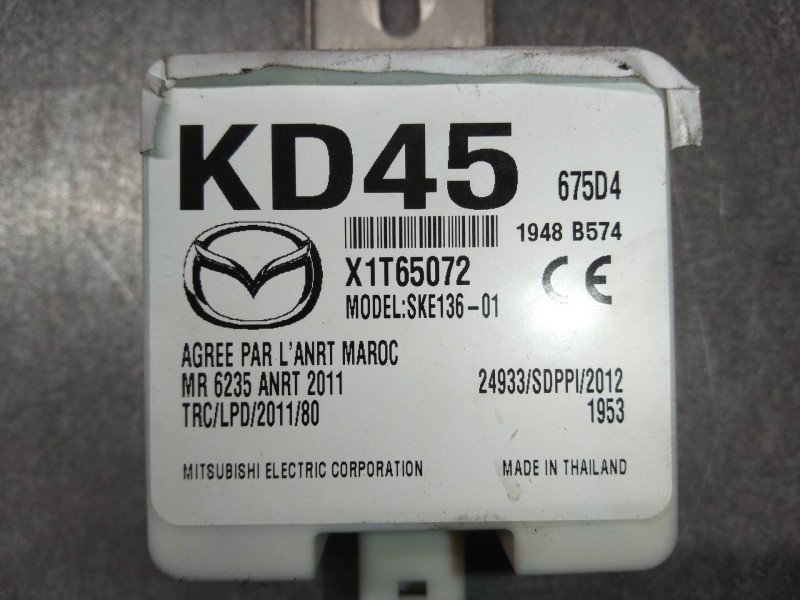 KD45 675D4
1948 B574
X1T65072
MODEL:SKE136-01 CE
AGREE PAR L'ANRT MAROC
MR 6235 ANRT 2011 24933/SDPPI/2012
TRC/LPD/2011/80 1953
MITSUBISHI ELECTRIC CORPORATION MADE IN THAILAND